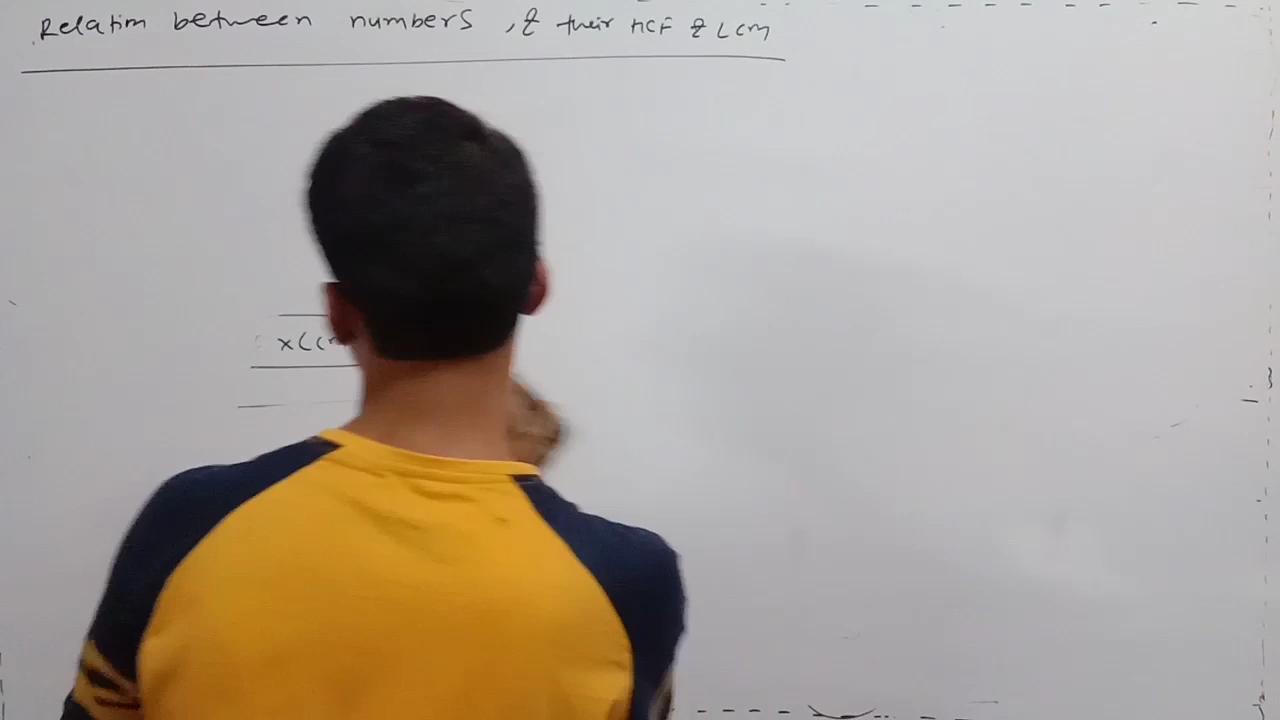 Relation between numbers, & their HCF & LCM
x LCM